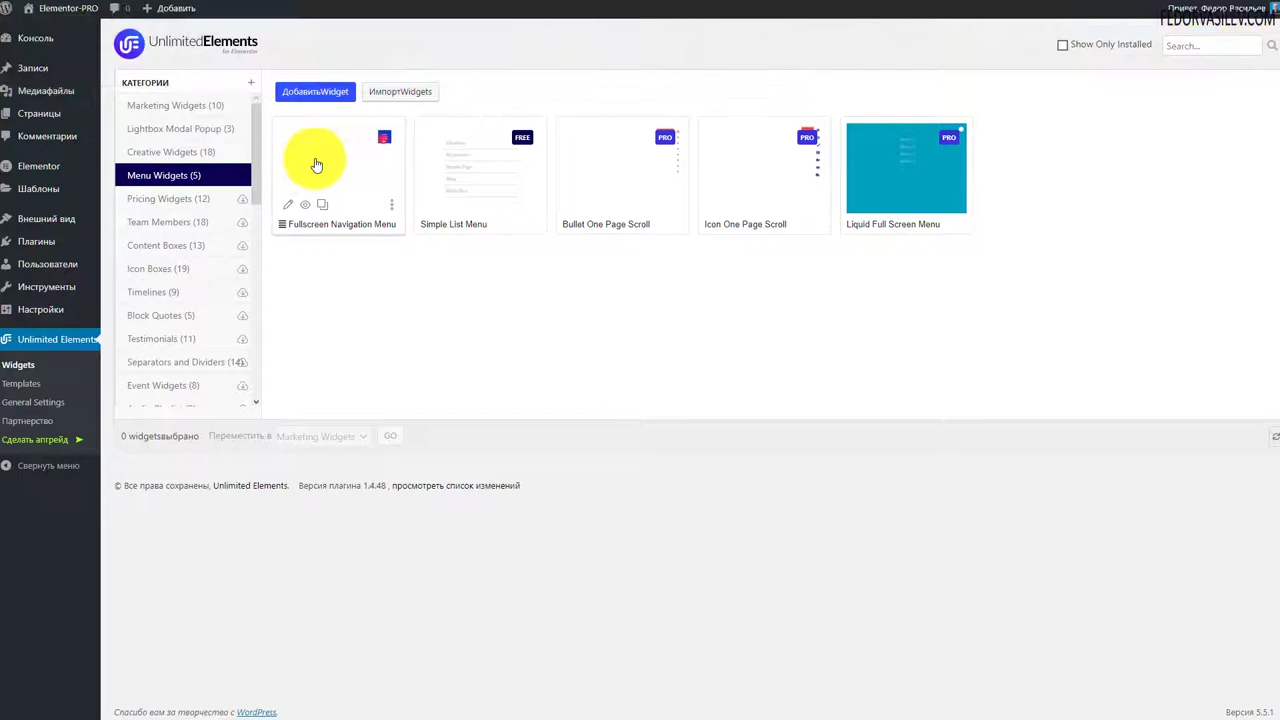 Elementor-PRO 0 Добавить
Привет, Федор Васильев
FEDORVASILEV.COM
Консоль
Записи
Медиафайлы
Страницы
Комментарии
Elementor
Шаблоны
Внешний вид
Плагины
Пользователи
Инструменты
Настройки
Unlimited Elements
Widgets
Templates
General Settings
Партнерство
Сделать апгрейд
Свернуть меню
UnlimitedElements
for Elementor
Show Only Installed
Search...
КАТЕГОРИИ +
Marketing Widgets (10)
Lightbox Modal Popup (3)
Creative Widgets (18)
Menu Widgets (5)
Pricing Widgets (12)
Team Members (18)
Content Boxes (13)
Icon Boxes (19)
Timelines (9)
Block Quotes (5)
Testimonials (11)
Separators and Dividers (14)
Event Widgets (8)
ДобавитьWidget ИмпортWidgets
FREE PRO PRO PRO
Fullscreen Navigation Menu Simple List Menu Bullet One Page Scroll Icon One Page Scroll Liquid Full Screen Menu
0 widgetsвыбрано Переместить в Marketing Widgets GO
© Все права сохранены, Unlimited Elements. Версия плагина 1.4.48 , просмотреть список изменений
Спасибо вам за творчество с WordPress. Версия 5.5.1